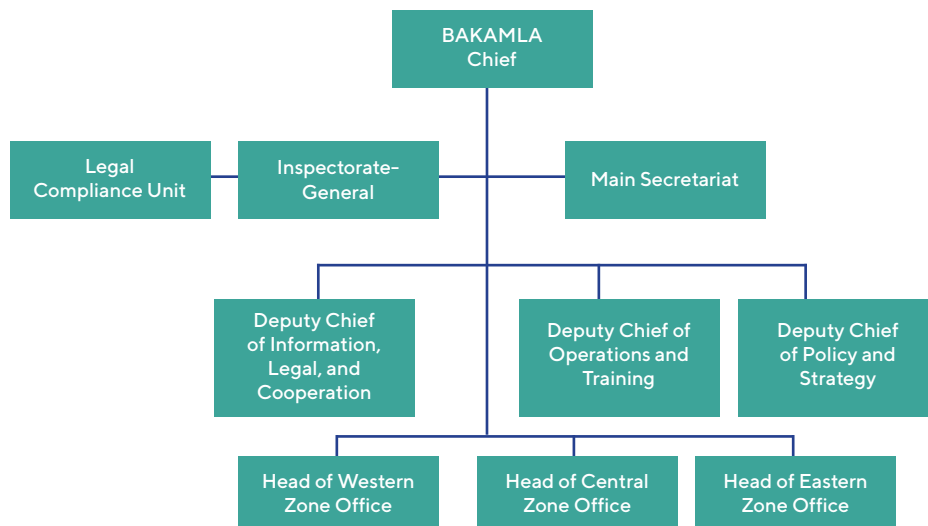 BAKAMLA
Chief
Legal
Compliance Unit
Inspectorate-
General
Main Secretariat
Deputy Chief
of Information,
Legal, and
Cooperation
Deputy Chief of
Operations and
Training
Deputy Chief
of Policy and
Strategy
Head of Western
Zone Office
Head of Central
Zone Office
Head of Eastern
Zone Office